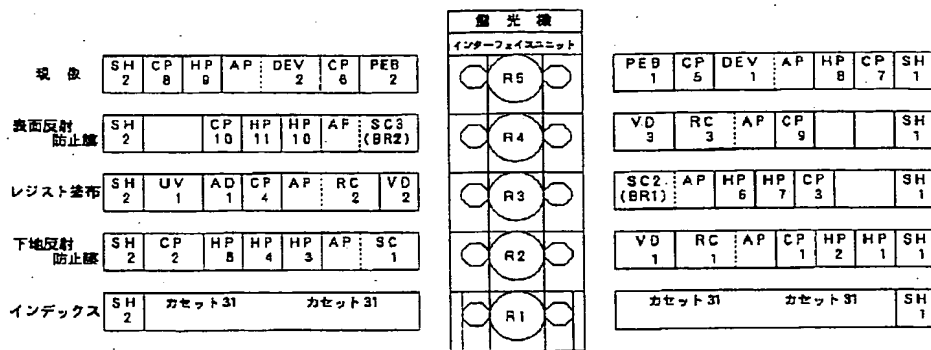 露光機
インターフェイスユニット
現像 SH 2 CP 8 HP 9 AP DEV 2 CP 6 PEB 2 R5 PEB 1 CP 5 DEV 1 AP HP 8 CP 7 SH 1
表面反射防止膜 SH 2 CP 10 HP 11 HP 10 AP SC3 (BR2) R4 VD 3 RC 3 AP CP 9 SH 1
レジスト塗布 SH 2 UV 1 AD 1 CP 4 AP RC 2 VD 2 R3 SC2 (BR1) AP HP 6 HP 7 CP 3 SH 1
下地反射防止膜 SH 2 CP 2 HP 5 HP 4 HP 3 AP SC 1 R2 VD 1 RC 1 AP CP 1 HP 2 HP 1 SH 1
インデックス SH 2 カセット31 カセット31 R1 カセット31 カセット31 SH 1